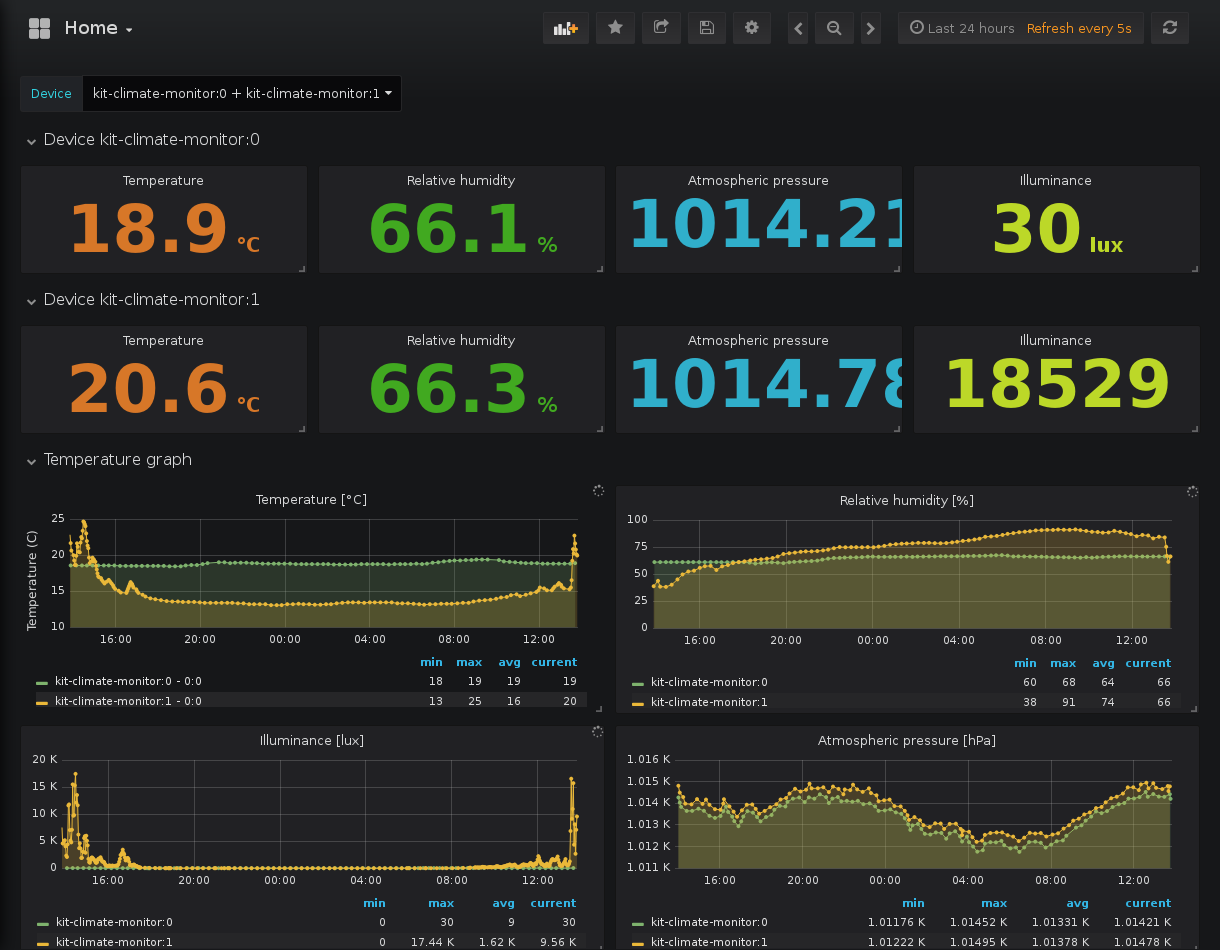 Home
Last 24 hours Refresh every 5s
Device kit-climate-monitor:0 + kit-climate-monitor:1
Device kit-climate-monitor:0
Temperature Relative humidity Atmospheric pressure Illuminance
18.9 °C 66.1 % 1014.21 30 lux
Device kit-climate-monitor:1
Temperature Relative humidity Atmospheric pressure Illuminance
20.6 °C 66.3 % 1014.78 18529
Temperature graph
Temperature [°C]
Temperature (C)
25
20
15
10
16:00 20:00 00:00 04:00 08:00 12:00
min max avg current
kit-climate-monitor:0 - 0:0 18 19 19 19
kit-climate-monitor:1 - 0:0 13 25 16 20
Relative humidity [%]
100
75
50
25
0
16:00 20:00 00:00 04:00 08:00 12:00
min max avg current
kit-climate-monitor:0 60 68 64 66
kit-climate-monitor:1 38 91 74 66
Illuminance [lux]
20 K
15 K
10 K
5 K
0
16:00 20:00 00:00 04:00 08:00 12:00
min max avg current
kit-climate-monitor:0 0 30 9 30
kit-climate-monitor:1 0 17.44 K 1.62 K 9.56 K
Atmospheric pressure [hPa]
1.016 K
1.015 K
1.014 K
1.013 K
1.012 K
1.011 K
16:00 20:00 00:00 04:00 08:00 12:00
min max avg current
kit-climate-monitor:0 1.01176 K 1.01452 K 1.01331 K 1.01421 K
kit-climate-monitor:1 1.01222 K 1.01495 K 1.01378 K 1.01478 K